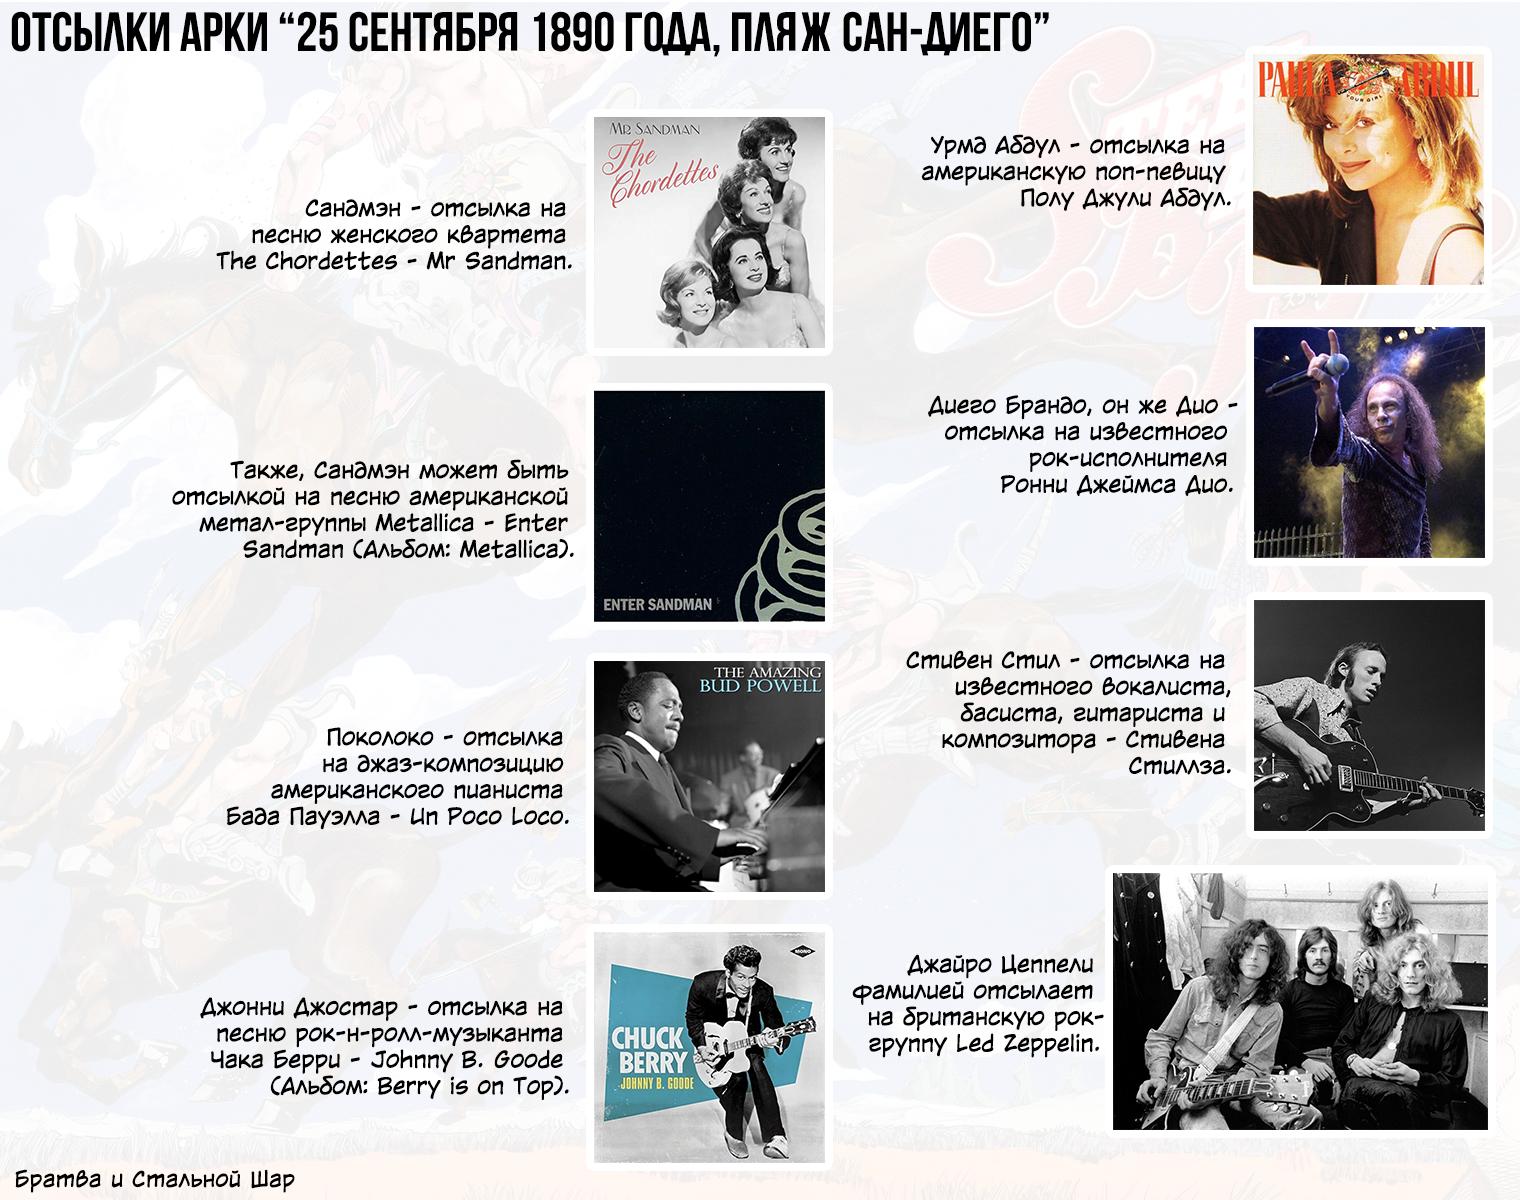 ОТСЫЛКИ АРКИ “25 СЕНТЯБРЯ 1890 ГОДА, ПЛЯЖ САН-ДИЕГО”
Сандмэн - отсылка на
песню женского квартета
The Chordettes - Mr Sandman.
MR SANDMAN
The
Chordettes
Также, Сандмэн может быть
отсылкой на песню американской
метал-группы Metallica - Enter
Sandman (Альбом: Metallica).
ENTER SANDMAN
Поколоко - отсылка
на джаз-композицию
американского пианиста
Бада Пауэлла - Un Poco Loco.
THE AMAZING
BUD POWELL
Джонни Джостар - отсылка на
песню рок-н-ролл-музыканта
Чака Берри - Johnny B. Goode
(Альбом: Berry is on Top).
MONO
CHUCK
BERRY
JOHNNY B. GOODE
Урмд Абдул - отсылка на
американскую поп-певицу
Полу Джули Абдул.
PAULA ABDUL
YOUR GIRL
Диего Брандо, он же Дио -
отсылка на известного
рок-исполнителя
Ронни Джеймса Дио.
Стивен Стил - отсылка на
известного вокалиста,
басиста, гитариста и
композитора - Стивена
Стиллза.
Джайро Цеппели
фамилией отсылает
на британскую рок-
группу Led Zeppelin.
Братва и Стальной Шар